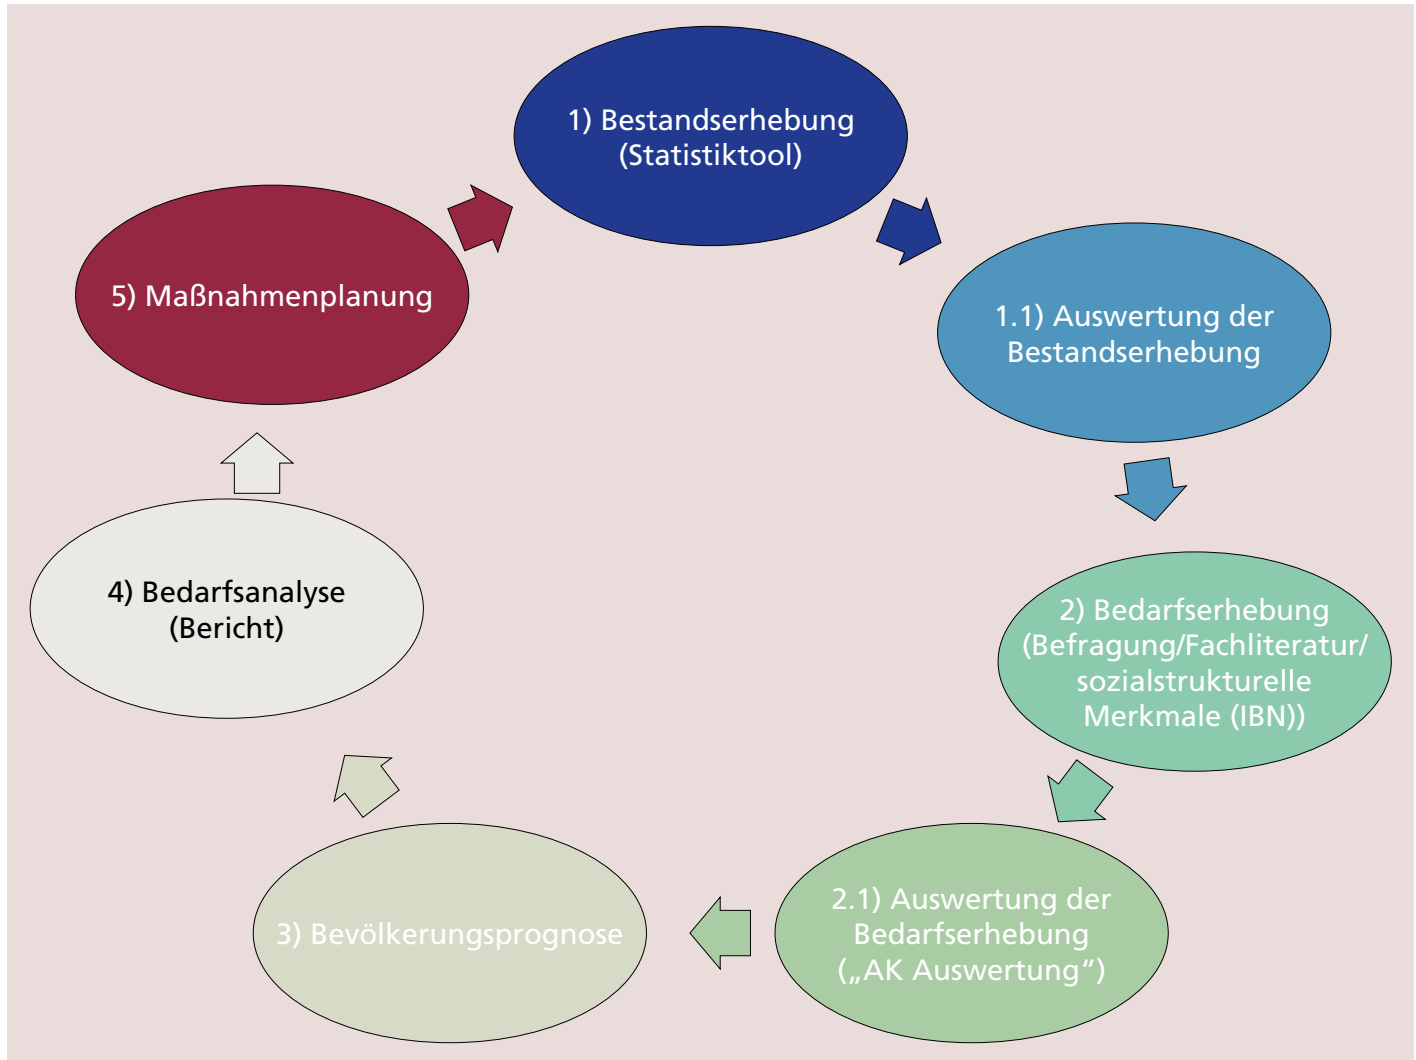 1) Bestandserhebung
(Statistiktool)
1.1) Auswertung der
Bestandserhebung
2) Bedarfserhebung
(Befragung/Fachliteratur/
sozialstrukturelle
Merkmale (IBN))
2.1) Auswertung der
Bedarfserhebung
(„AK Auswertung“)
3) Bevölkerungsprognose
4) Bedarfsanalyse
(Bericht)
5) Maßnahmenplanung